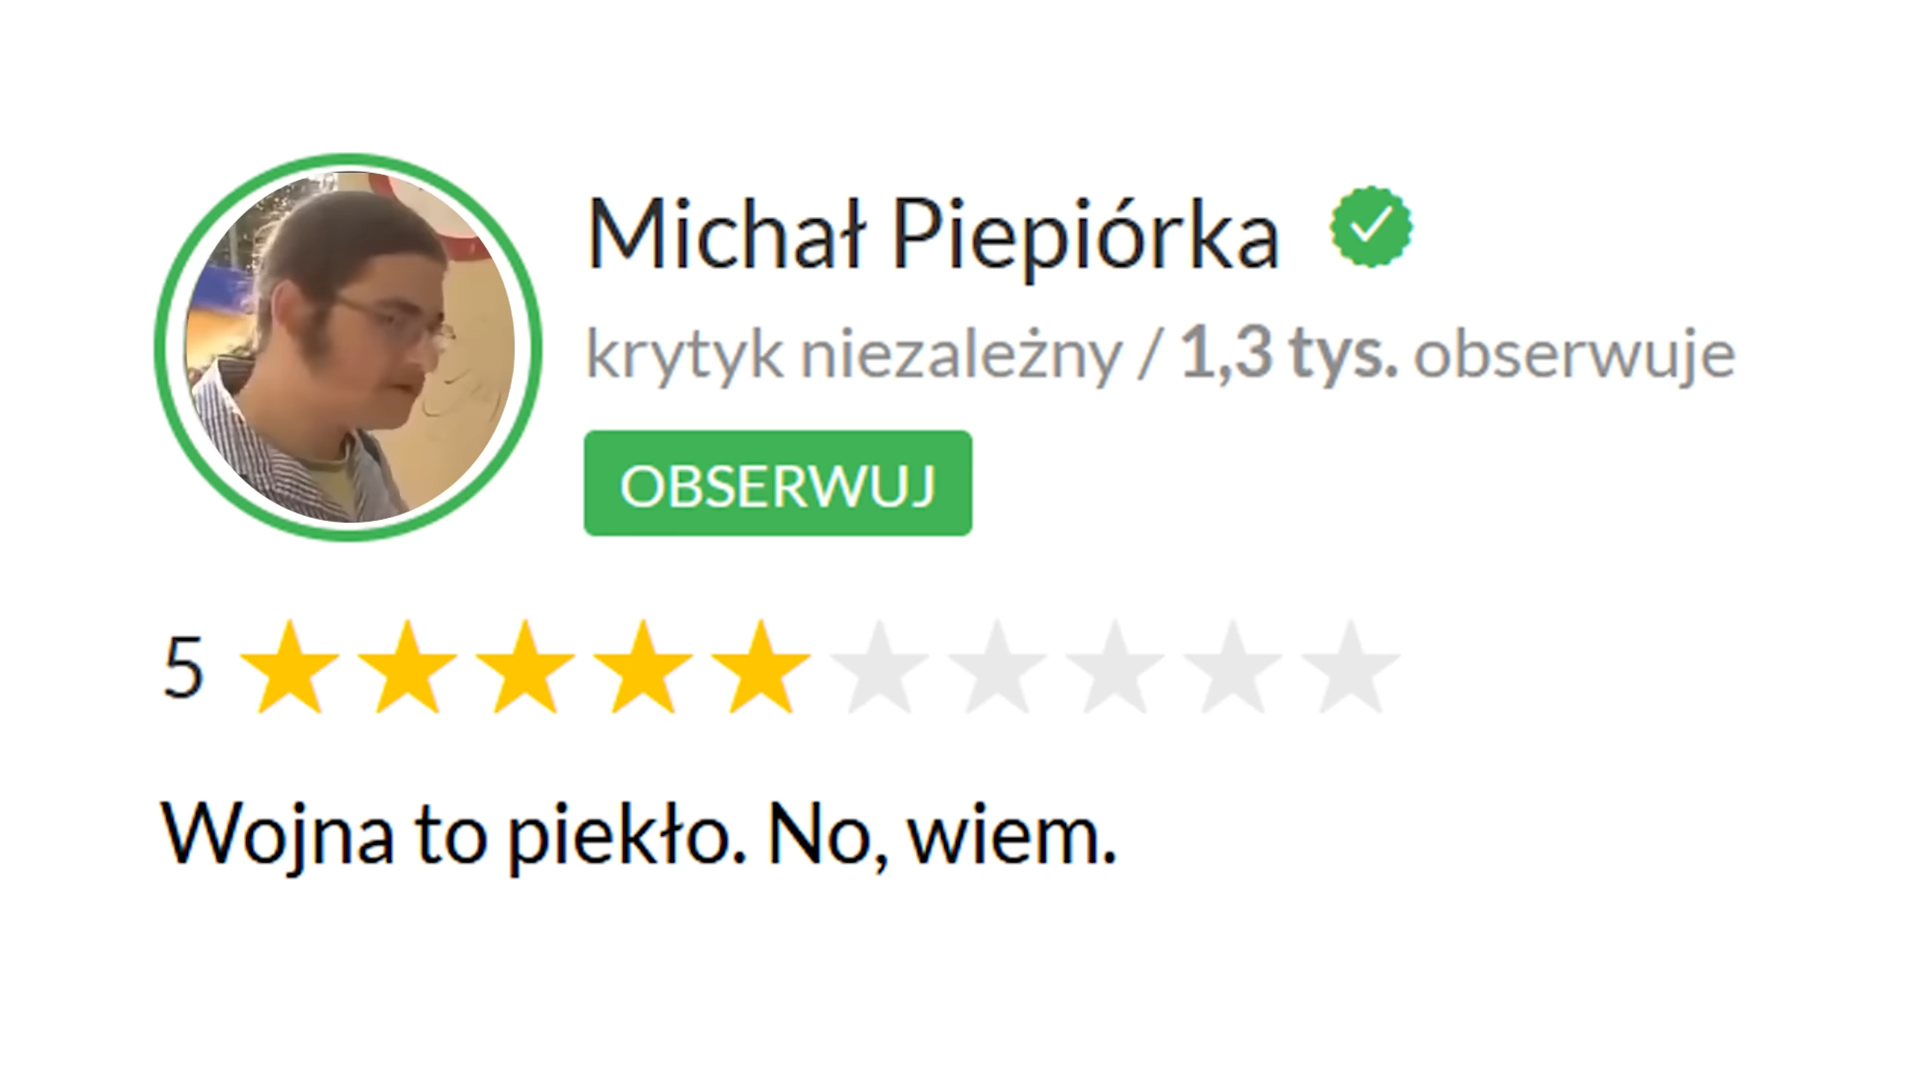 Michał Piepiórka
krytyk niezależny / 1,3 tys. obserwuje
OBSERWUJ
5
Wojna to piekło. No, wiem.